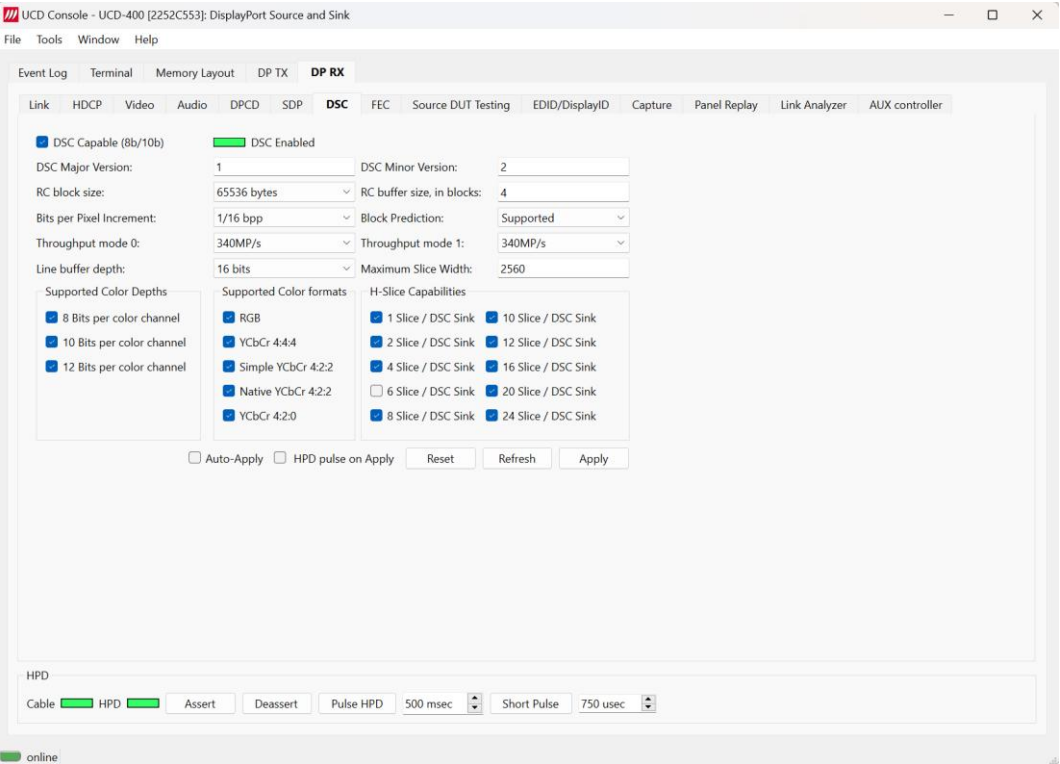 UCD Console - UCD-400 [2252C553]: DisplayPort Source and Sink
File Tools Window Help
Event Log Terminal Memory Layout DP TX DP RX
Link HDCP Video Audio DPCD SDP DSC FEC Source DUT Testing EDID/DisplayID Capture Panel Replay Link Analyzer AUX controller
DSC Capable (8b/10b) DSC Enabled
DSC Major Version: 1 DSC Minor Version: 2
RC block size: 65536 bytes RC buffer size, in blocks: 4
Bits per Pixel Increment: 1/16 bpp Block Prediction: Supported
Throughput mode 0: 340MP/s Throughput mode 1: 340MP/s
Line buffer depth: 16 bits Maximum Slice Width: 2560
Supported Color Depths Supported Color formats H-Slice Capabilities
8 Bits per color channel RGB 1 Slice / DSC Sink 10 Slice / DSC Sink
10 Bits per color channel YCbCr 4:4:4 2 Slice / DSC Sink 12 Slice / DSC Sink
12 Bits per color channel Simple YCbCr 4:2:2 4 Slice / DSC Sink 16 Slice / DSC Sink
Native YCbCr 4:2:2 6 Slice / DSC Sink 20 Slice / DSC Sink
YCbCr 4:2:0 8 Slice / DSC Sink 24 Slice / DSC Sink
Auto-Apply HPD pulse on Apply Reset Refresh Apply
HPD
Cable HPD Assert Deassert Pulse HPD 500 msec Short Pulse 750 usec
online